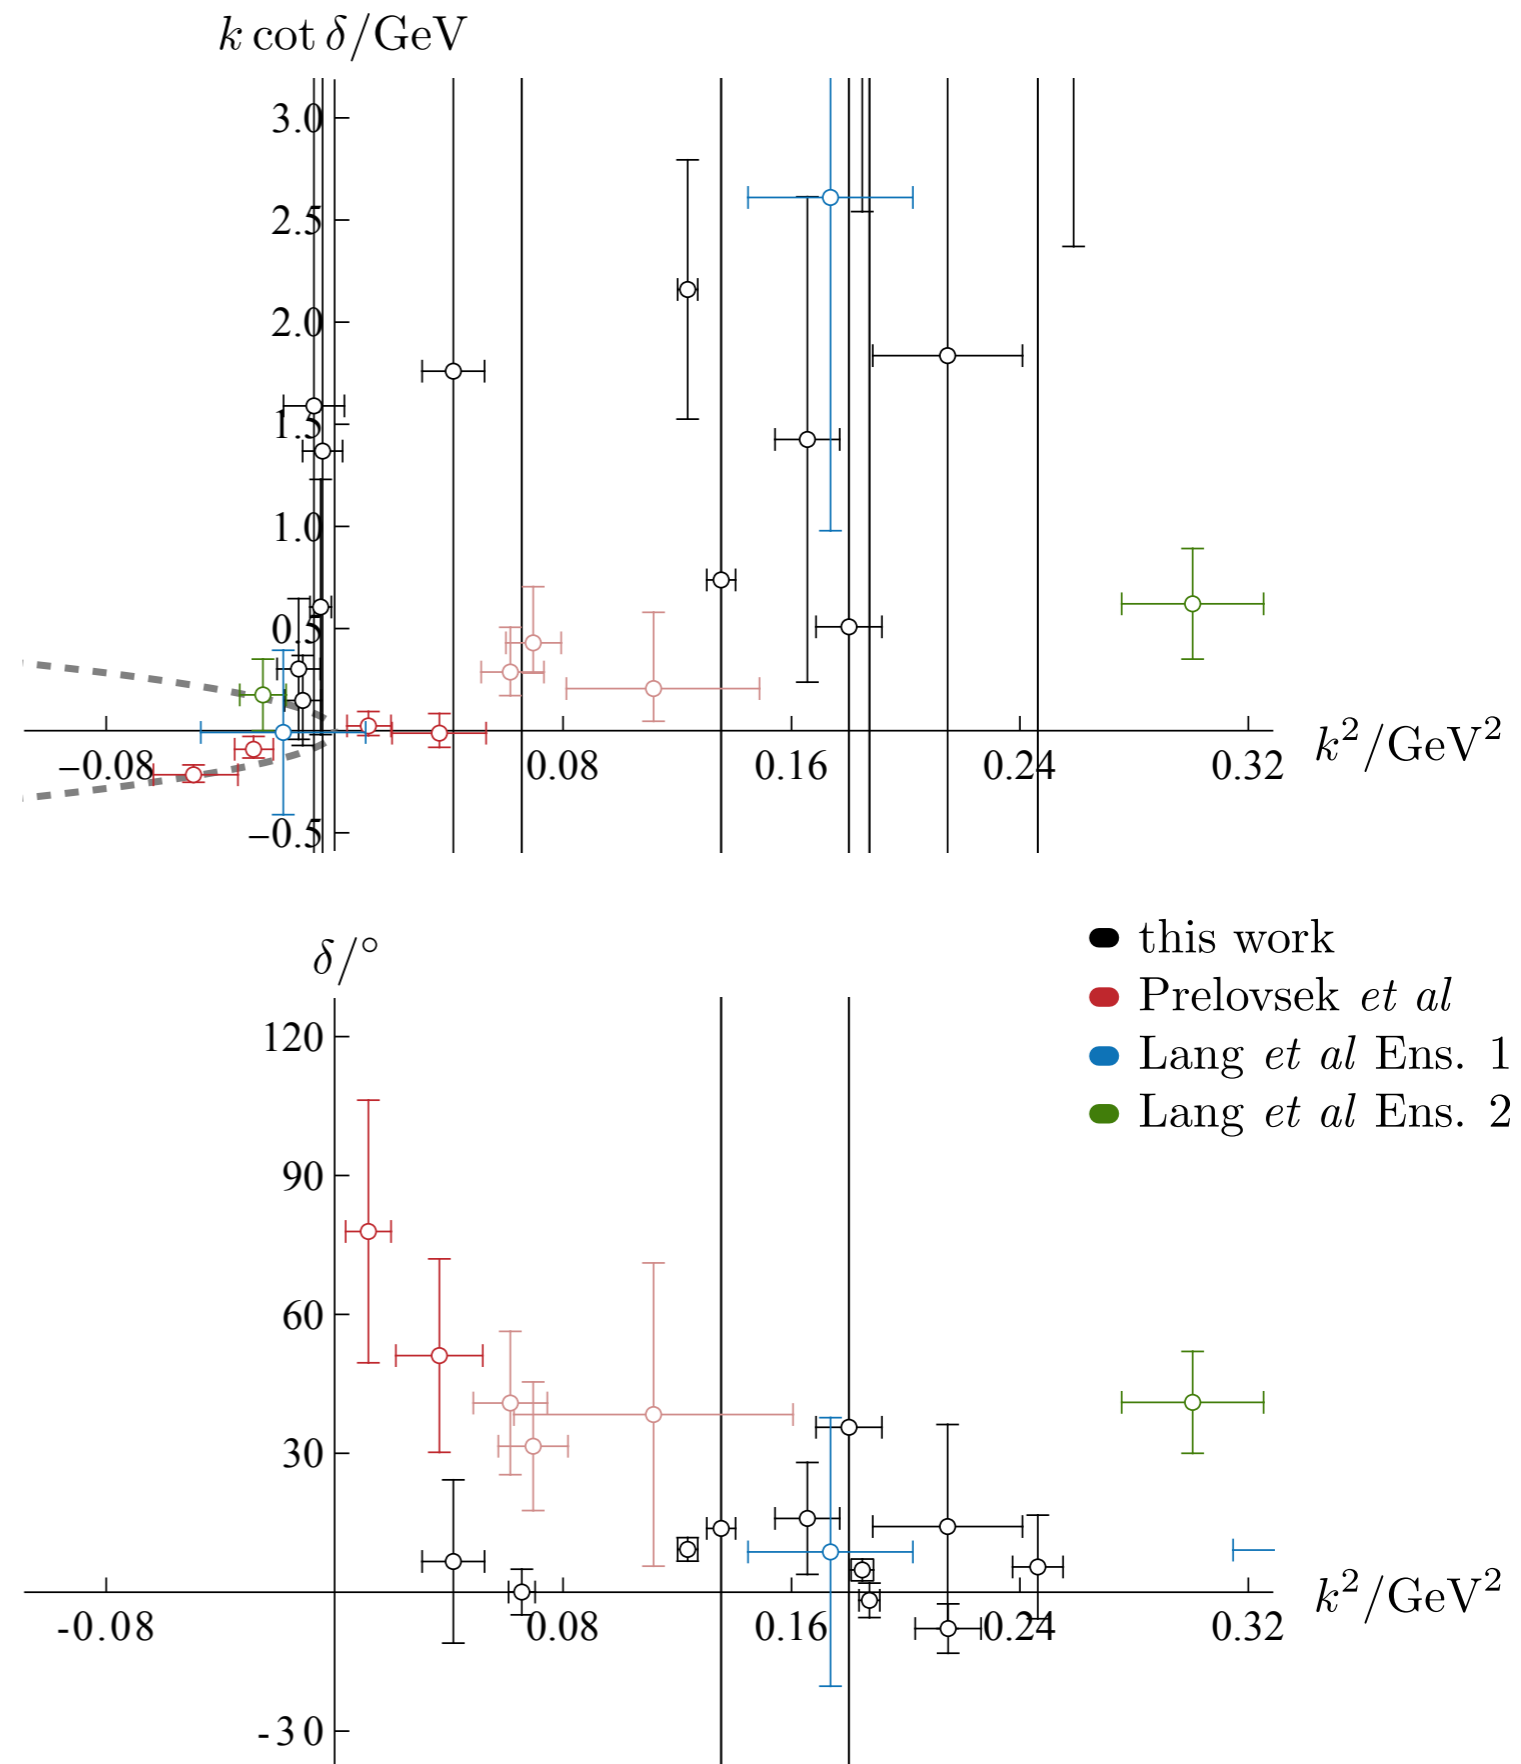 k cot δ/GeV
3.0
2.5
2.0
1.5
1.0
0.5
−0.08 0.08 0.16 0.24 0.32 k²/GeV²
−0.5
this work
δ/°
Prelovsek et al
120
Lang et al Ens. 1
Lang et al Ens. 2
90
60
30
-0.08 0.08 0.16 0.24 0.32 k²/GeV²
-30